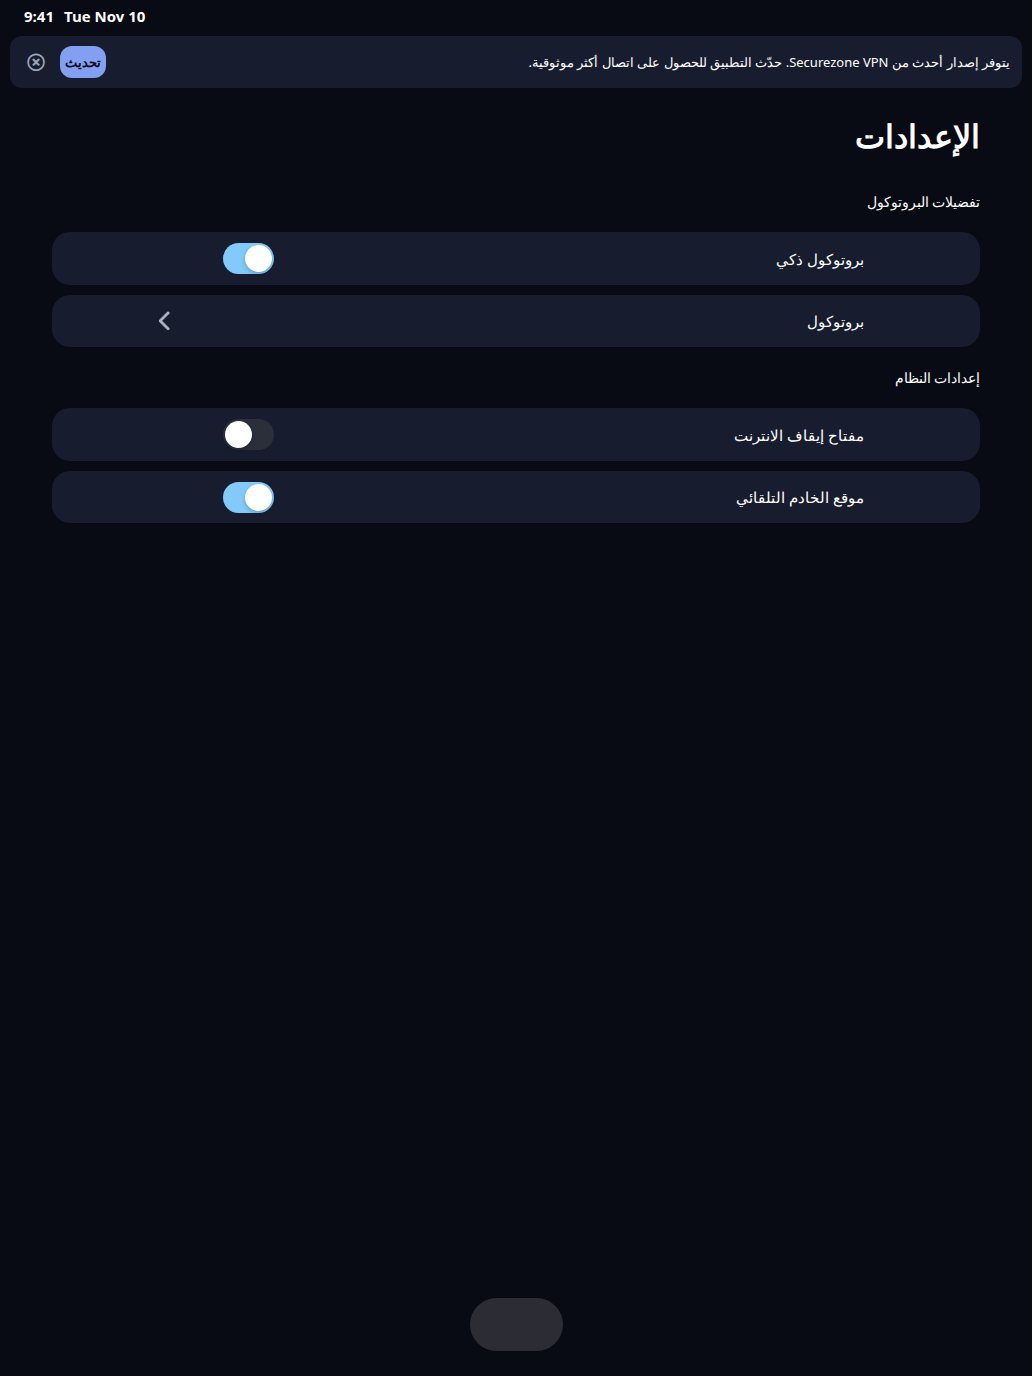 9:41 Tue Nov 10
يتوفر إصدار أحدث من Securezone VPN. حدّث التطبيق للحصول على اتصال أكثر موثوقية.
تحديث
الإعدادات
تفضيلات البروتوكول
بروتوكول ذكي
بروتوكول
إعدادات النظام
مفتاح إيقاف الانترنت
موقع الخادم التلقائي